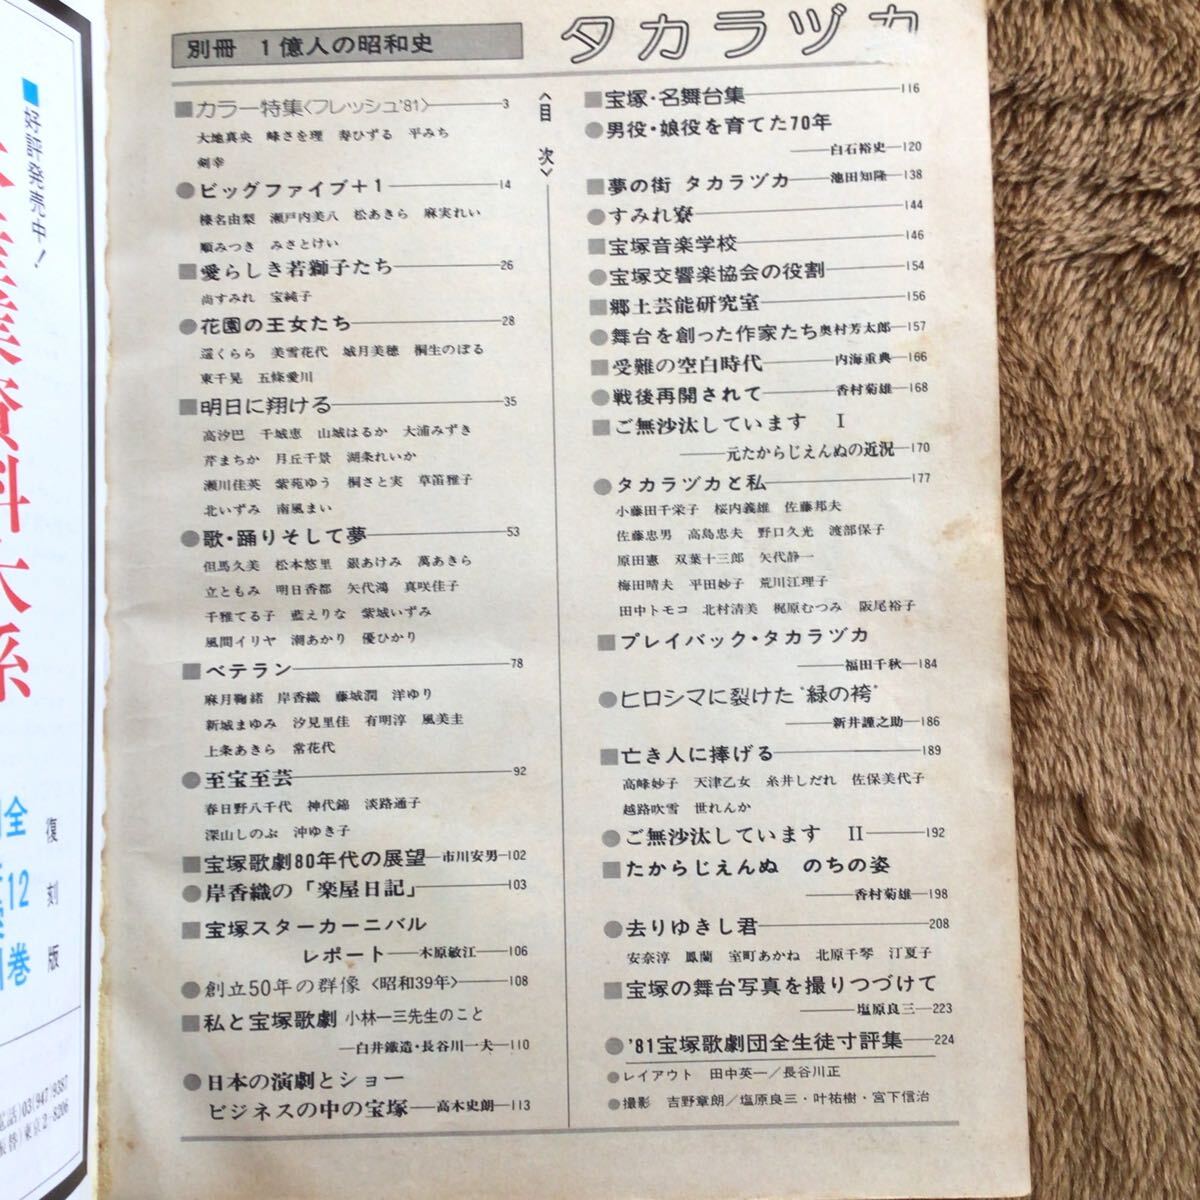 別冊 1億人の昭和史
タカラヅカ
〈目 次〉
■カラー特集〈フレッシュ'81〉 3
大地真央 峰さを理 寿ひずる 平みち
剣幸
●ビッグファイブ+1 14
榛名由梨 瀬戸内美八 松あきら 麻実れい
順みつき みさとけい
■愛らしき若獅子たち 26
尚すみれ 宝純子
●花園の王女たち 28
遥くらら 美雪花代 城月美穂 桐生のぼる
東千晃 五條愛川
■明日に翔ける 35
高汐巴 千城恵 山城はるか 大浦みずき
芹まちか 月丘千景 湖条れいか
瀬川佳英 紫苑ゆう 桐さと実 草笛雅子
北いずみ 南風まい
●歌・踊りそして夢 53
但馬久美 松本悠里 銀あけみ 萬あきら
立ともみ 明日香都 矢代鴻 真咲佳子
千雅てる子 藍えりな 紫城いずみ
風間イリヤ 潮あかり 優ひかり
■ベテラン 78
麻月鞠緒 岸香織 藤城潤 洋ゆり
新城まゆみ 汐見里佳 有明淳 風美圭
上条あきら 常花代
●至宝至芸 92
春日野八千代 神代錦 淡路通子
深山しのぶ 沖ゆき子
■宝塚歌劇80年代の展望 市川安男 102
●岸香織の「楽屋日記」 103
■宝塚スターカーニバル
レポート 木原敏江 106
●創立50年の群像〈昭和39年〉 108
■私と宝塚歌劇 小林一三先生のこと
白井鐵造・長谷川一夫 110
●日本の演劇とショー
ビジネスの中の宝塚 高木史朗 113
■宝塚・名舞台集 116
●男役・娘役を育てた70年
白石裕史 120
■夢の街 タカラヅカ 池田知隆 138
●すみれ寮 144
■宝塚音楽学校 146
●宝塚交響楽協会の役割 154
■郷土芸能研究室 156
●舞台を創った作家たち 奥村芳太郎 157
■受難の空白時代 内海重典 166
●戦後再開されて 香村菊雄 168
■ご無沙汰しています I
元たからじえんぬの近況 170
●タカラヅカと私 177
小藤田千栄子 桜内義雄 佐藤邦夫
佐藤忠男 高島忠夫 野口久光 渡部保子
原田憲 双葉十三郎 矢代静一
梅田晴夫 平田妙子 荒川江理子
田中トモコ 北村清美 梶原むつみ 阪尾裕子
■プレイバック・タカラヅカ
福田千秋 184
●ヒロシマに裂けた"緑の袴"
新井謹之助 186
■亡き人に捧げる 189
高峰妙子 天津乙女 糸井しだれ 佐保美代子
越路吹雪 世れんか
●ご無沙汰しています II 192
■たからじえんぬ のちの姿
香村菊雄 198
●去りゆきし君 208
安奈淳 鳳蘭 室町あかね 北原千琴 汀夏子
■宝塚の舞台写真を撮りつづけて
塩原良三 223
●'81宝塚歌劇団全生徒寸評集 224
●レイアウト 田中英一/長谷川正
●撮影 吉野章朗/塩原良三・叶祐樹・宮下信治
■好評発売中!
業資料大系
復刻版
全12巻
電話)03(947)9387
振替)東京2-8206